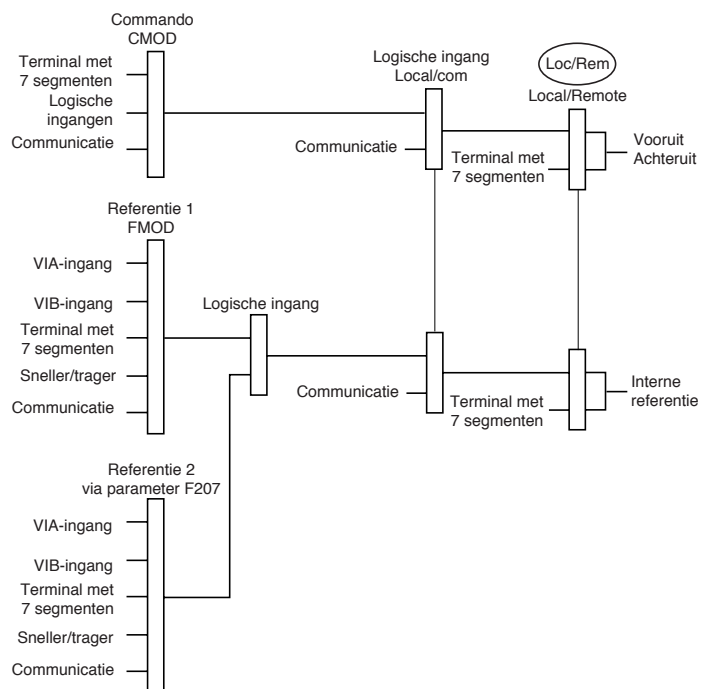 Commando
CMOD
Terminal met
7 segmenten
Logische
ingangen
Communicatie
Logische ingang
Local/com
Communicatie
Loc/Rem
Local/Remote
Terminal met
7 segmenten
Vooruit
Achteruit
Referentie 1
FMOD
VIA-ingang
VIB-ingang
Terminal met
7 segmenten
Sneller/trager
Communicatie
Logische ingang
Communicatie
Terminal met
7 segmenten
Interne
referentie
Referentie 2
via parameter F207
VIA-ingang
VIB-ingang
Terminal met
7 segmenten
Sneller/trager
Communicatie